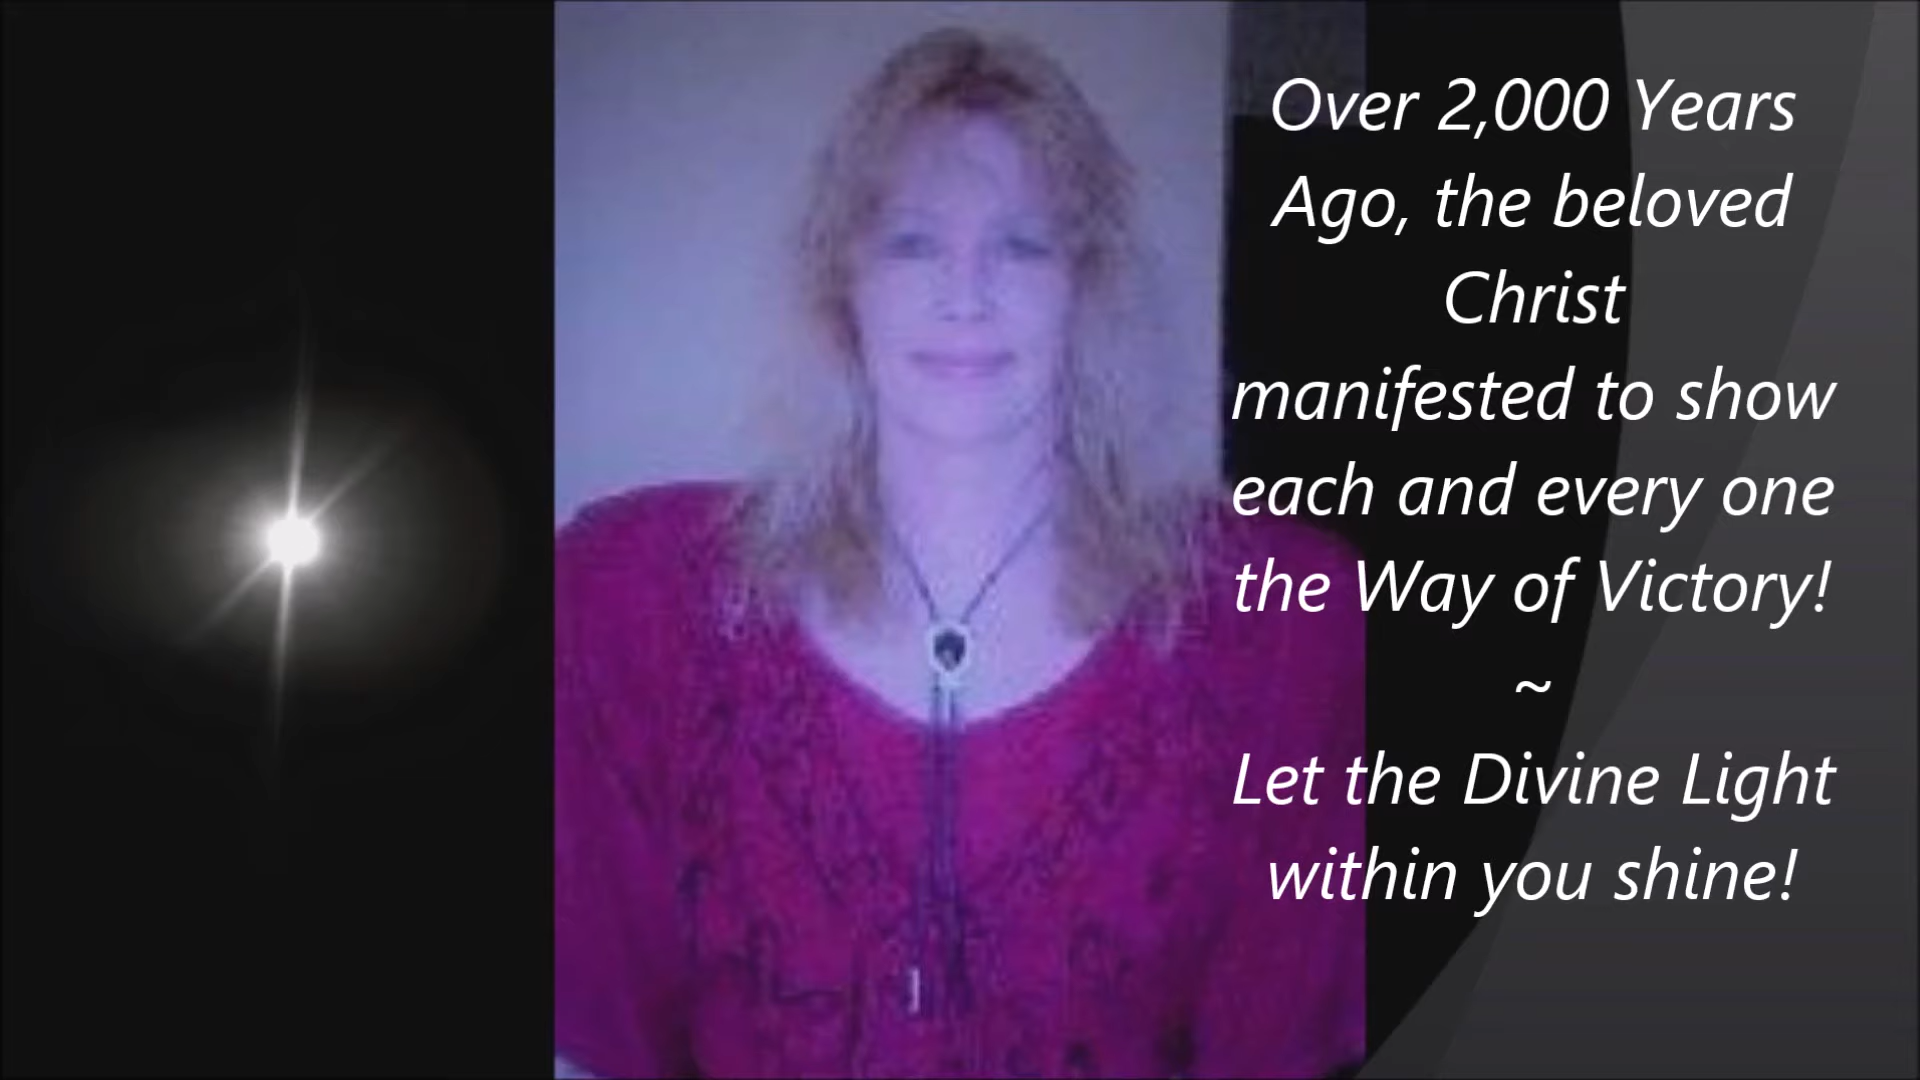 Over 2,000 Years
Ago, the beloved
Christ
manifested to show
each and every one
the Way of Victory!
~
Let the Divine Light
within you shine!